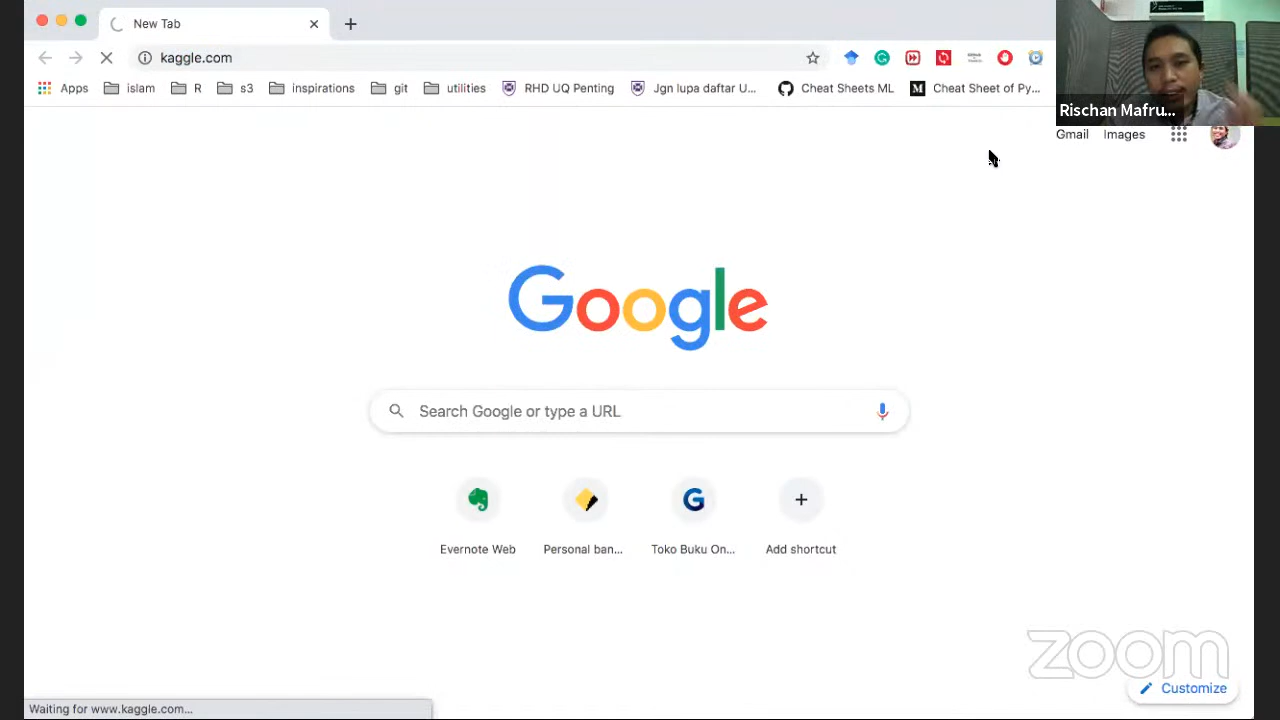 New Tab
kaggle.com
Apps islam R s3 inspirations git utilities RHD UQ Penting Jgn lupa daftar U... Cheat Sheets ML Cheat Sheet of Py...
Rischan Mafru...
Gmail Images
Google
Search Google or type a URL
Evernote Web Personal ban... Toko Buku On... Add shortcut
zoom
Customize
Waiting for www.kaggle.com...